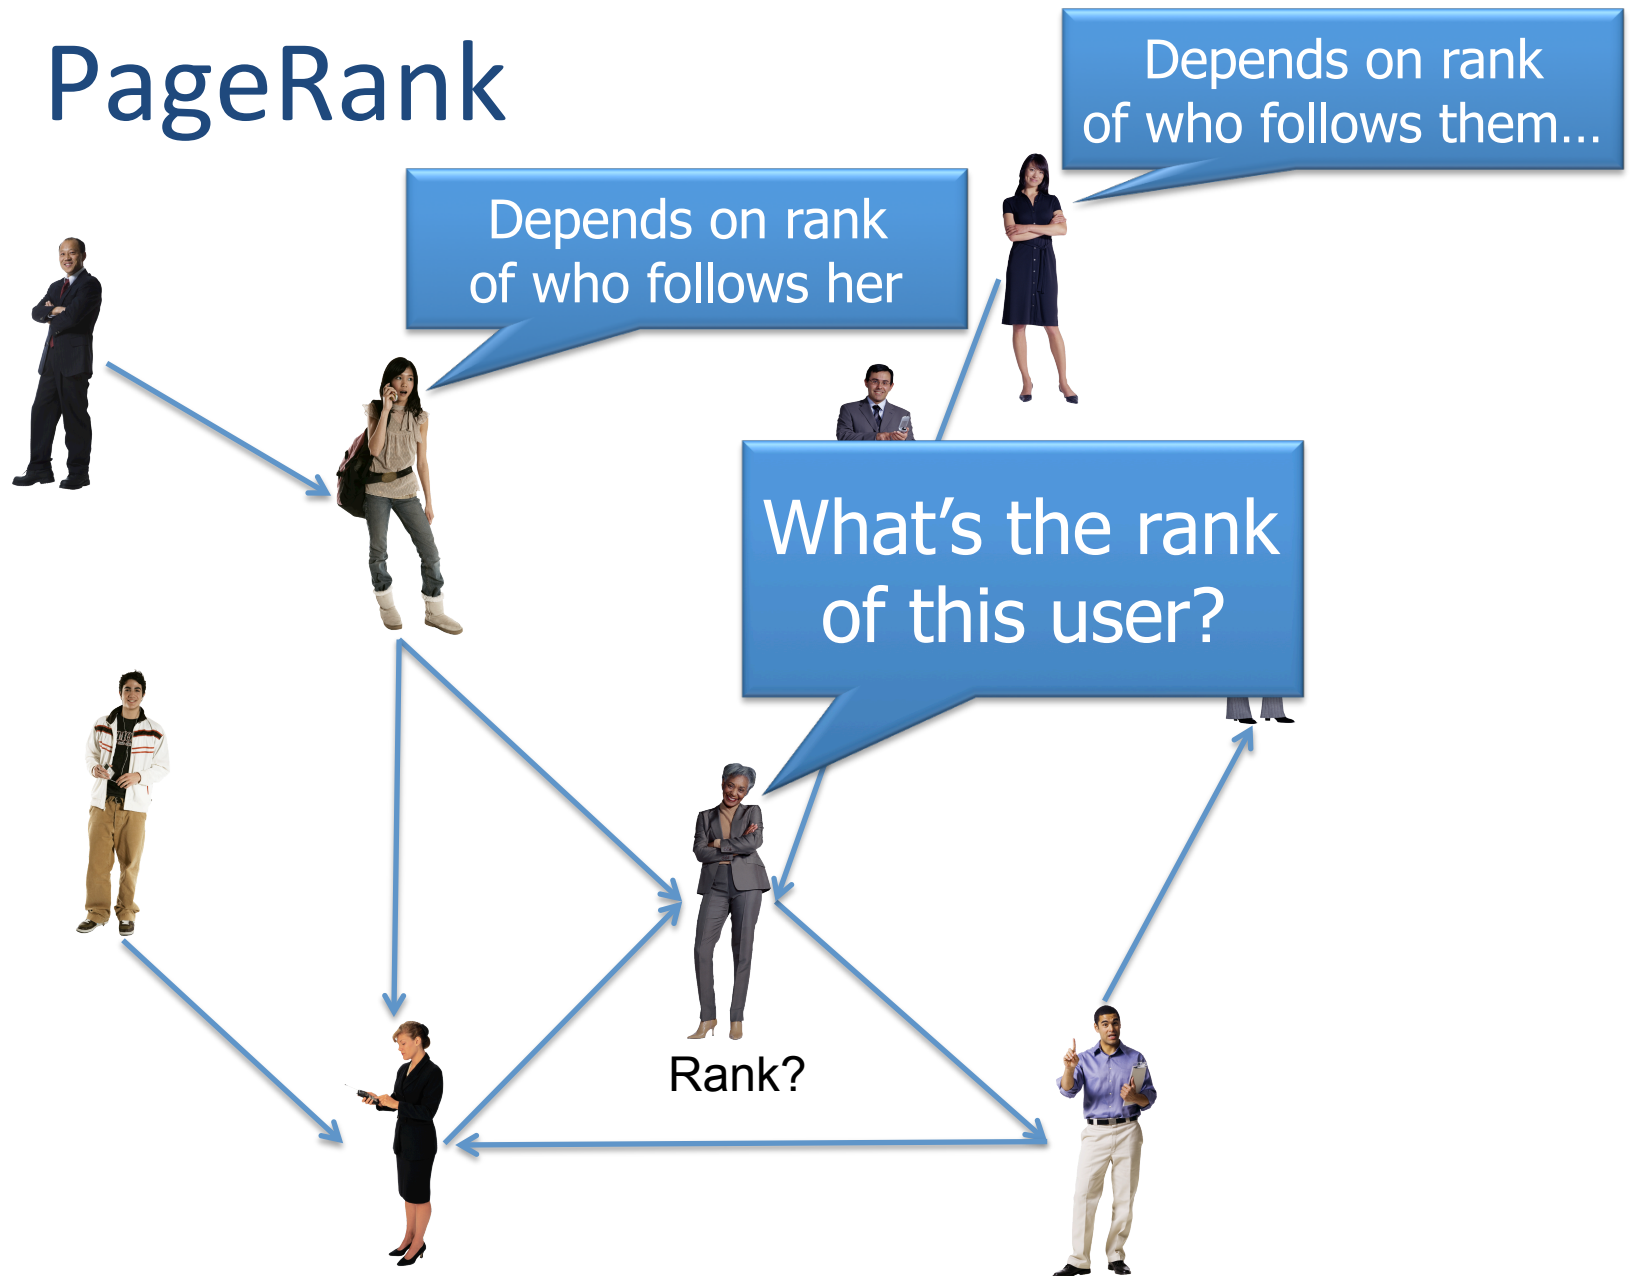 PageRank
Depends on rank
of who follows them…
Depends on rank
of who follows her
What’s the rank
of this user?
Rank?